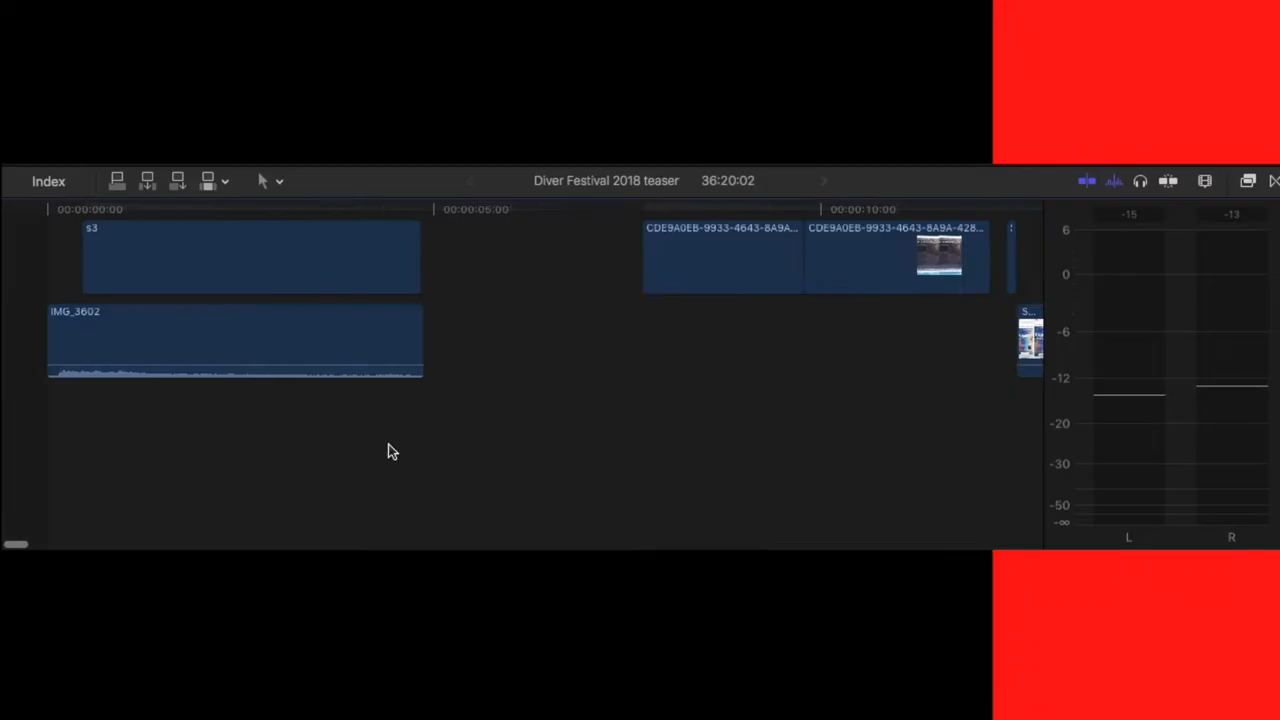 Index
Diver Festival 2018 teaser 36:20:02
00:00:00:00 00:00:05:00 00:00:10:00
s3
CDE9A0EB-9933-4643-8A9A... CDE9A0EB-9933-4643-8A9A-428...
IMG_3602
S...
-15 -13
6
0
-6
-12
-20
-30
-50
-∞
L R